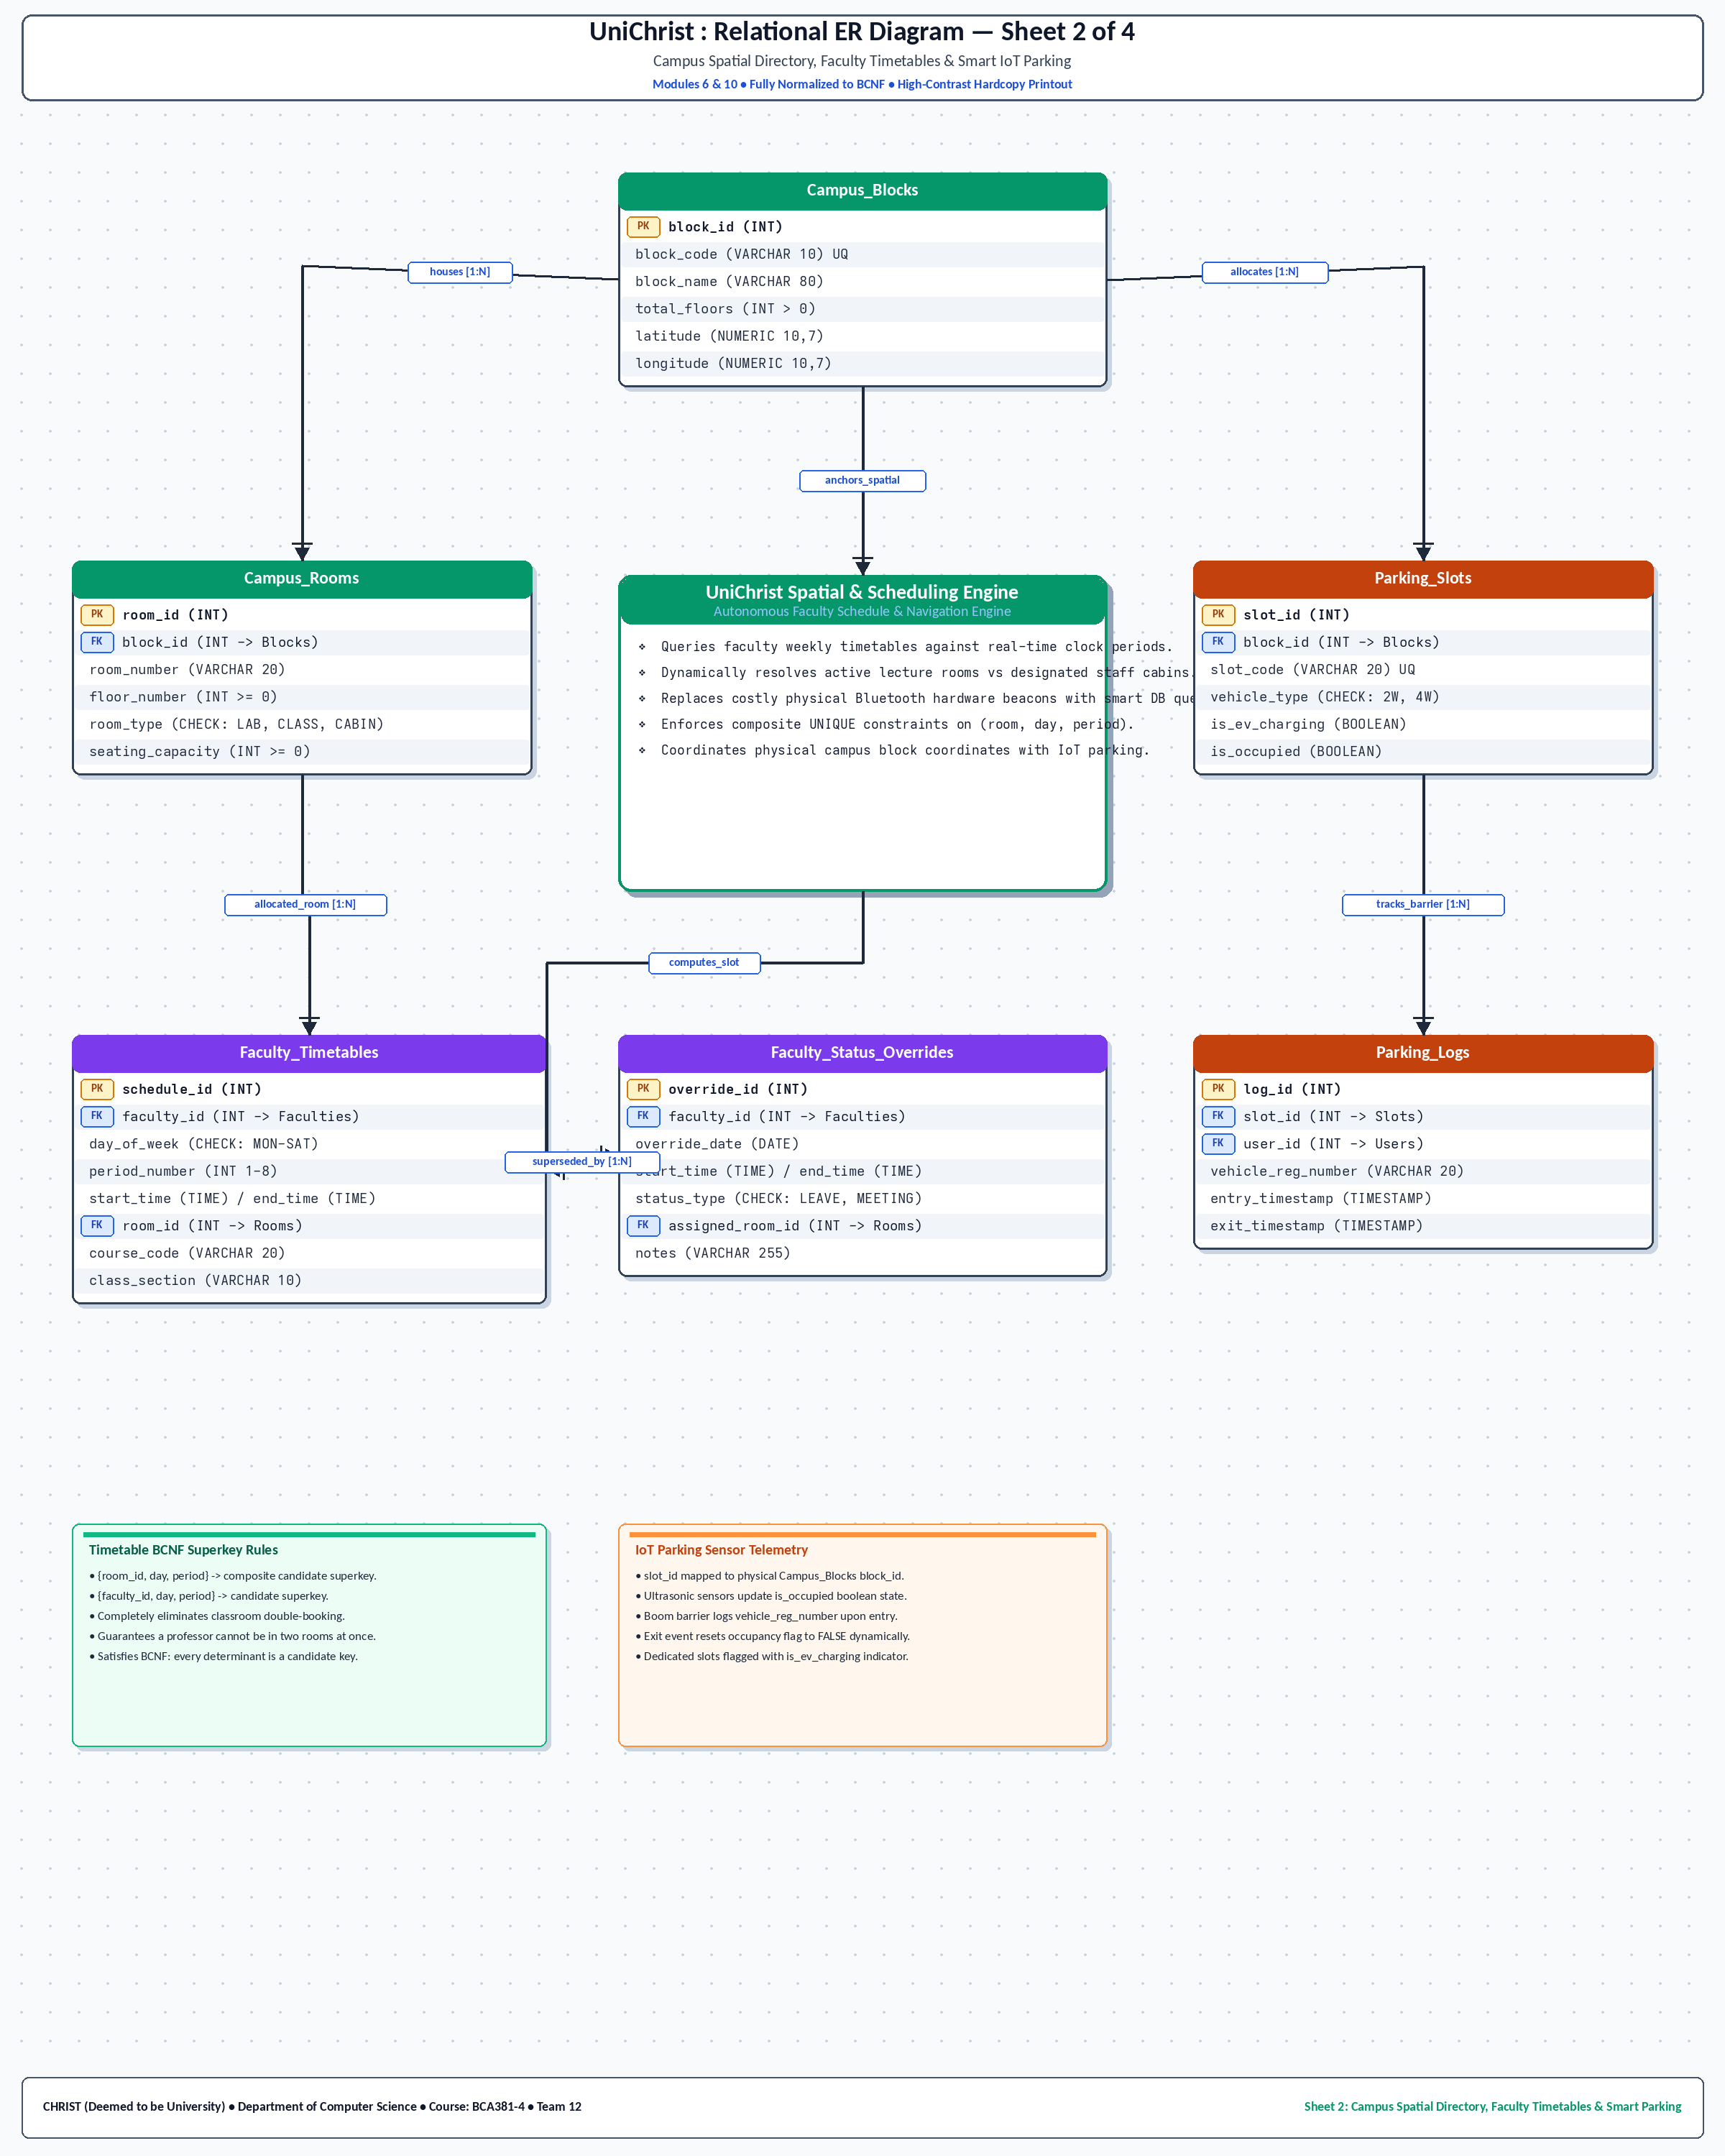 UniChrist : Relational ER Diagram — Sheet 2 of 4
Campus Spatial Directory, Faculty Timetables & Smart IoT Parking
Modules 6 & 10 ● Fully Normalized to BCNF ● High-Contrast Hardcopy Printout
Campus_Blocks
PK block_id (INT)
block_code (VARCHAR 10) UQ
block_name (VARCHAR 80)
total_floors (INT > 0)
latitude (NUMERIC 10,7)
longitude (NUMERIC 10,7)
houses [1:N]
allocates [1:N]
anchors_spatial
Campus_Rooms
PK room_id (INT)
FK block_id (INT -> Blocks)
room_number (VARCHAR 20)
floor_number (INT >= 0)
room_type (CHECK: LAB, CLASS, CABIN)
seating_capacity (INT >= 0)
UniChrist Spatial & Scheduling Engine
Autonomous Faculty Schedule & Navigation Engine
❖ Queries faculty weekly timetables against real-time clock periods.
❖ Dynamically resolves active lecture rooms vs designated staff cabins.
❖ Replaces costly physical Bluetooth hardware beacons with smart DB que
❖ Enforces composite UNIQUE constraints on (room, day, period).
❖ Coordinates physical campus block coordinates with IoT parking.
Parking_Slots
PK slot_id (INT)
FK block_id (INT -> Blocks)
slot_code (VARCHAR 20) UQ
vehicle_type (CHECK: 2W, 4W)
is_ev_charging (BOOLEAN)
is_occupied (BOOLEAN)
allocated_room [1:N]
tracks_barrier [1:N]
computes_slot
Faculty_Timetables
PK schedule_id (INT)
FK faculty_id (INT -> Faculties)
day_of_week (CHECK: MON-SAT)
period_number (INT 1-8)
start_time (TIME) / end_time (TIME)
FK room_id (INT -> Rooms)
course_code (VARCHAR 20)
class_section (VARCHAR 10)
superseded_by [1:N]
Faculty_Status_Overrides
PK override_id (INT)
FK faculty_id (INT -> Faculties)
override_date (DATE)
start_time (TIME) / end_time (TIME)
status_type (CHECK: LEAVE, MEETING)
FK assigned_room_id (INT -> Rooms)
notes (VARCHAR 255)
Parking_Logs
PK log_id (INT)
FK slot_id (INT -> Slots)
FK user_id (INT -> Users)
vehicle_reg_number (VARCHAR 20)
entry_timestamp (TIMESTAMP)
exit_timestamp (TIMESTAMP)
Timetable BCNF Superkey Rules
• {room_id, day, period} -> composite candidate superkey.
• {faculty_id, day, period} -> candidate superkey.
• Completely eliminates classroom double-booking.
• Guarantees a professor cannot be in two rooms at once.
• Satisfies BCNF: every determinant is a candidate key.
IoT Parking Sensor Telemetry
• slot_id mapped to physical Campus_Blocks block_id.
• Ultrasonic sensors update is_occupied boolean state.
• Boom barrier logs vehicle_reg_number upon entry.
• Exit event resets occupancy flag to FALSE dynamically.
• Dedicated slots flagged with is_ev_charging indicator.
CHRIST (Deemed to be University) ● Department of Computer Science ● Course: BCA381-4 ● Team 12
Sheet 2: Campus Spatial Directory, Faculty Timetables & Smart Parking